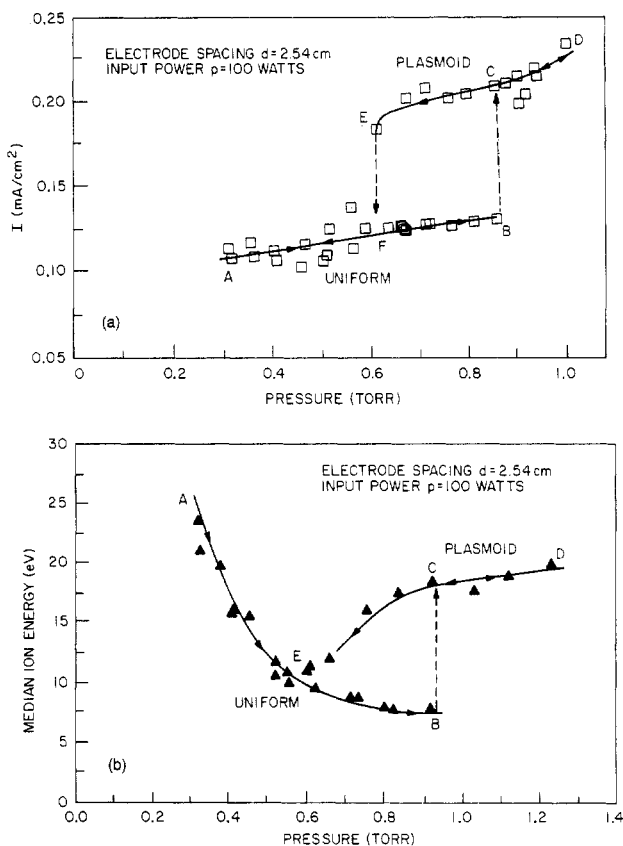 ELECTRODE SPACING d=2.54 cm
INPUT POWER p=100 WATTS
PLASMOID
D
C
E
B
F
A
UNIFORM
(a)
I (mA/cm²)
0.25
0.20
0.15
0.10
0.05
0
0.2
0.4
0.6
0.8
1.0
PRESSURE (TORR)
ELECTRODE SPACING d=2.54 cm
INPUT POWER p=100 WATTS
A
PLASMOID
C
D
E
UNIFORM
B
(b)
MEDIAN ION ENERGY (eV)
30
25
20
15
10
5
0
0.0
0.2
0.4
0.6
0.8
1.0
1.2
1.4
PRESSURE (TORR)